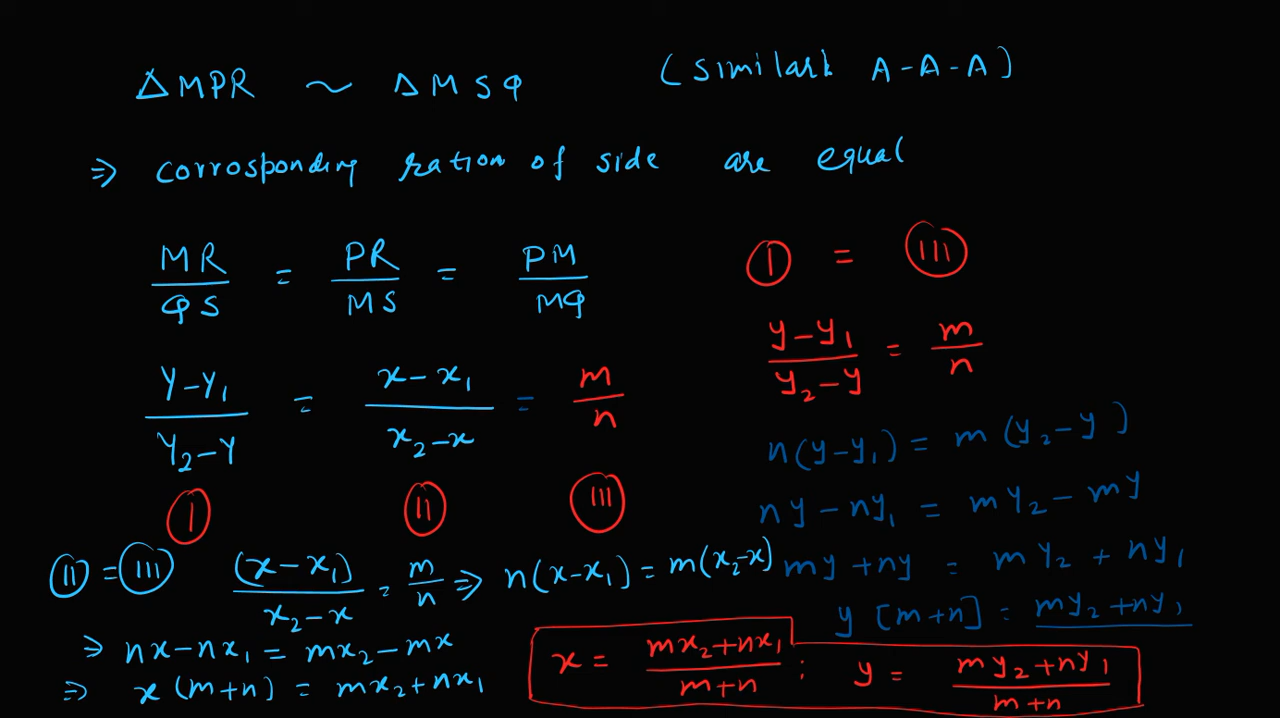 ΔMPR ~ ΔMSQ (similark A-A-A)
⇒ corrosponding ration of side are equal
MR/QS = PR/MS = PM/MQ
(y-y₁)/(y₂-y) = (x-x₁)/(x₂-x) = m/n
I II III
II = III (x-x₁)/(x₂-x) = m/n ⇒ n(x-x₁) = m(x₂-x)
⇒ nx-nx₁ = mx₂-mx
⇒ x(m+n) = mx₂+nx₁
I = III
(y-y₁)/(y₂-y) = m/n
n(y-y₁) = m(y₂-y)
ny-ny₁ = my₂-my
my+ny = my₂+ny₁
y[m+n] = my₂+ny₁
x = (mx₂+nx₁)/(m+n) ; y = (my₂+ny₁)/(m+n)